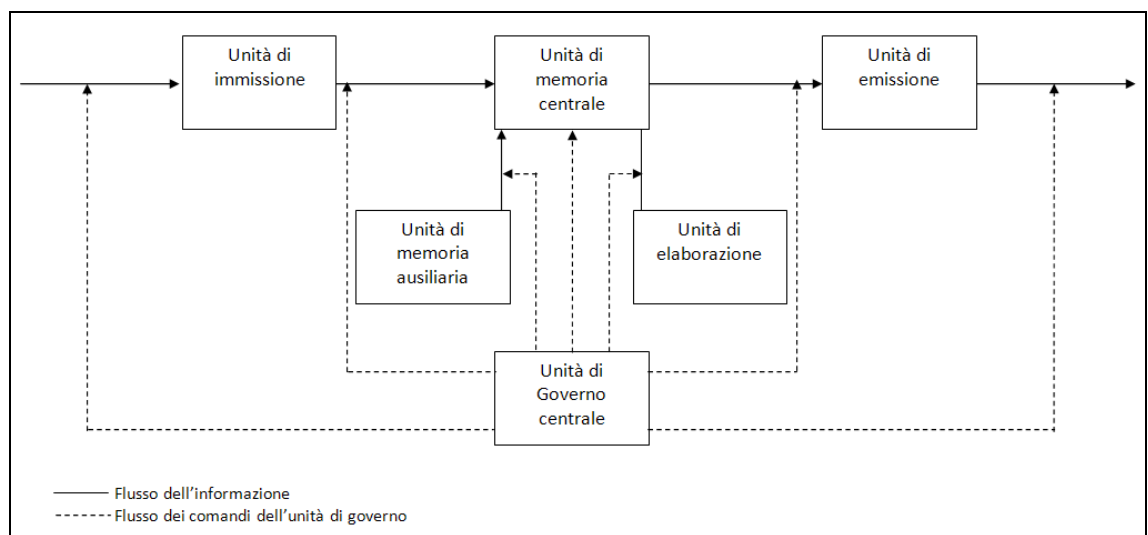 Unità di
immissione
Unità di
memoria
centrale
Unità di
emissione
Unità di
memoria
ausiliaria
Unità di
elaborazione
Unità di
Governo
centrale
Flusso dell'informazione
Flusso dei comandi dell'unità di governo